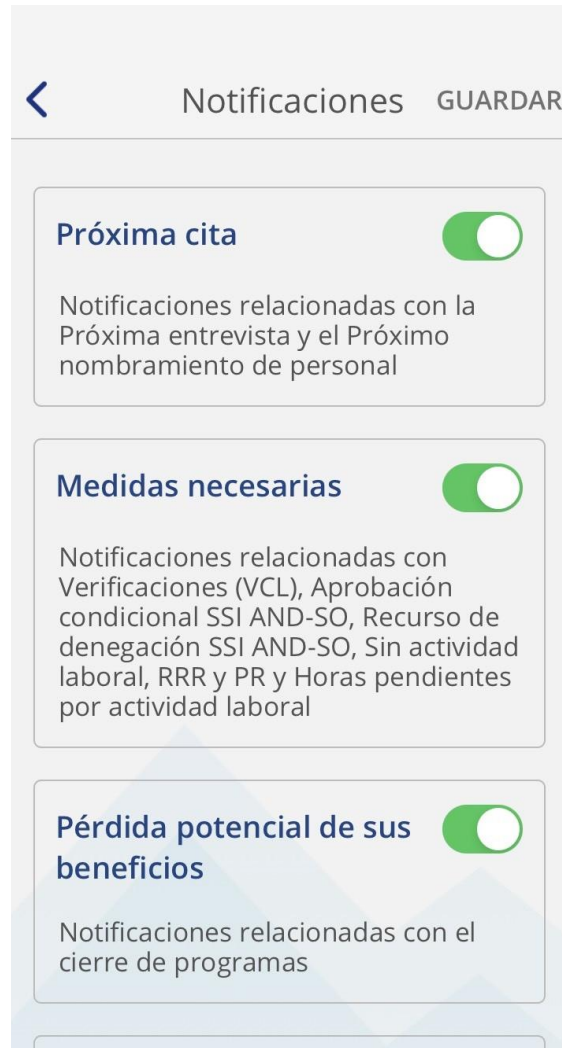 Notificaciones GUARDAR
Próxima cita
Notificaciones relacionadas con la
Próxima entrevista y el Próximo
nombramiento de personal
Medidas necesarias
Notificaciones relacionadas con
Verificaciones (VCL), Aprobación
condicional SSI AND-SO, Recurso de
denegación SSI AND-SO, Sin actividad
laboral, RRR y PR y Horas pendientes
por actividad laboral
Pérdida potencial de sus
beneficios
Notificaciones relacionadas con el
cierre de programas